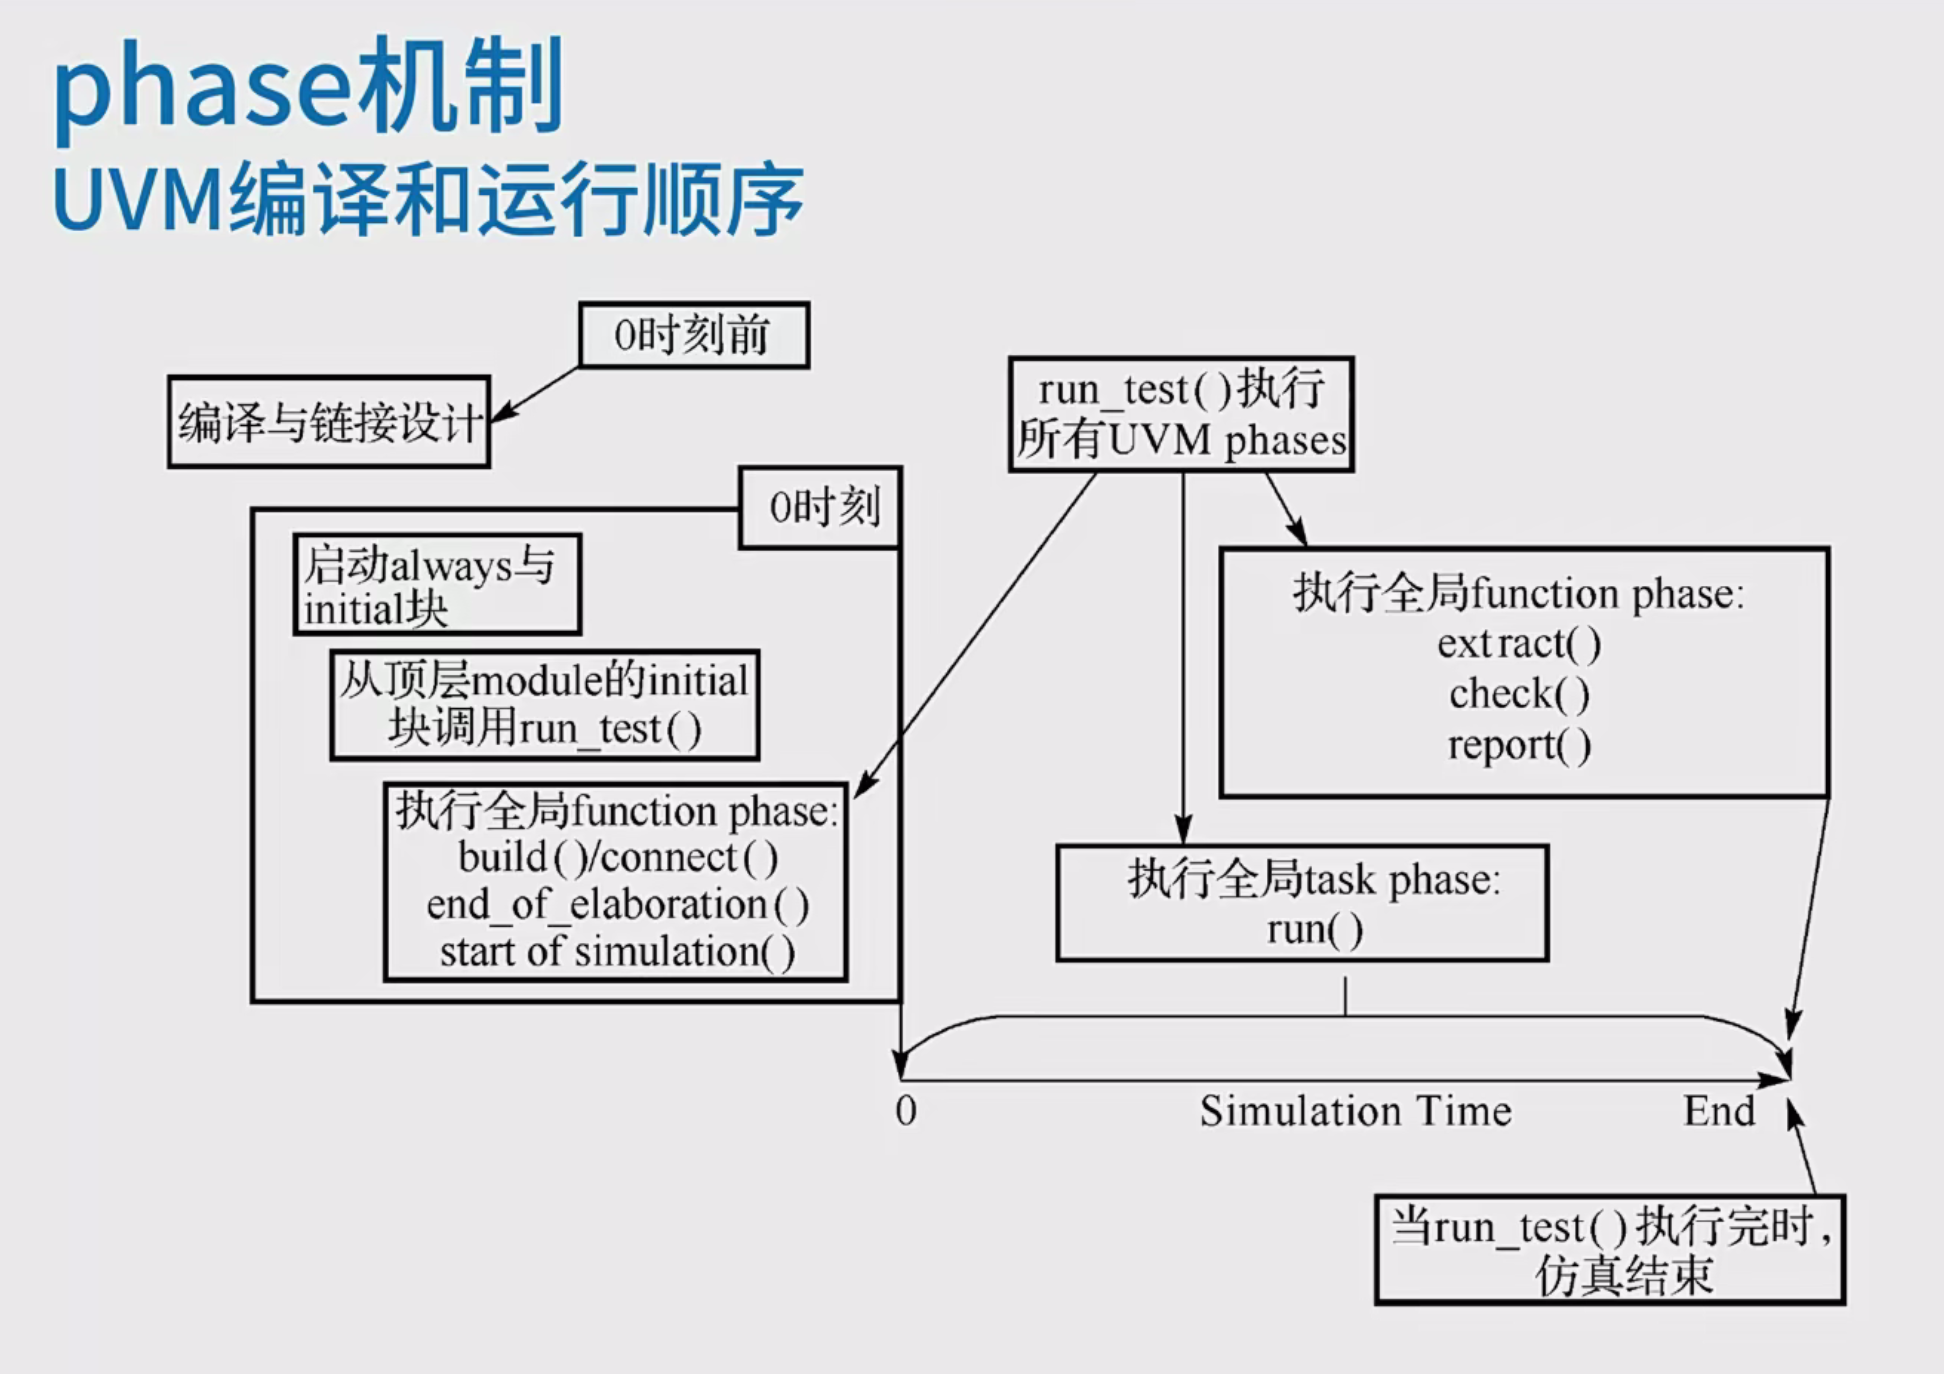 phase机制
UVM编译和运行顺序
0时刻前
编译与链接设计
0时刻
启动always与
initial块
从顶层module的initial
块调用run_test()
执行全局function phase:
build()/connect()
end_of_elaboration()
start of simulation()
run_test()执行
所有UVM phases
执行全局function phase:
extract()
check()
report()
执行全局task phase:
run()
0
Simulation Time
End
当run_test()执行完时,
仿真结束